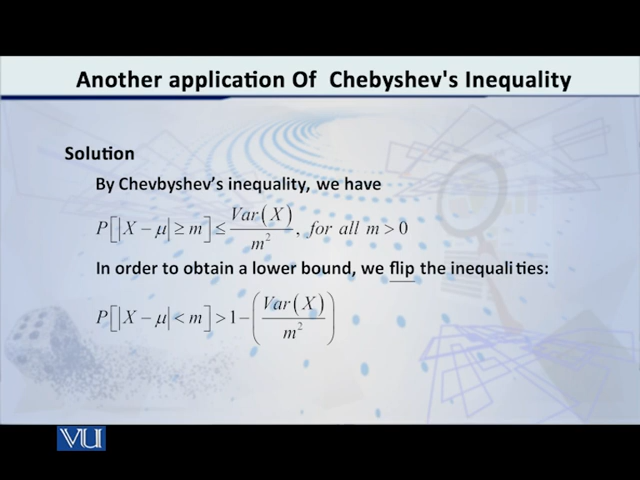 Another application Of Chebyshev's Inequality
Solution
By Chevbyshev's inequality, we have
P[|X − μ| ≥ m] ≤ Var(X)/m², for all m > 0
In order to obtain a lower bound, we flip the inequalities:
P[|X − μ| < m] > 1 − (Var(X)/m²)
VU